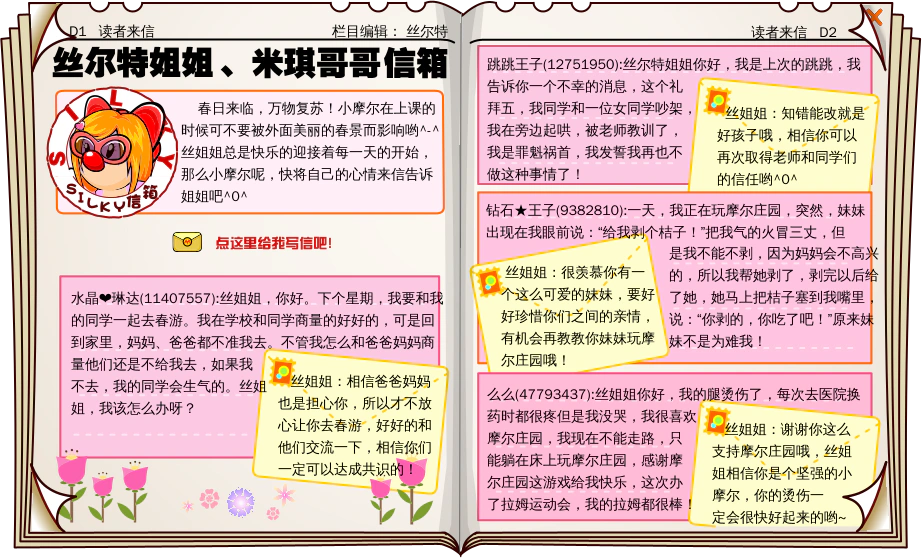 D1 读者来信
栏目编辑： 丝尔特
丝尔特姐姐、米琪哥哥信箱
SILKY
SILKY信箱
春日来临，万物复苏！小摩尔在上课的
时候可不要被外面美丽的春景而影响哟^-^
丝姐姐总是快乐的迎接着每一天的开始，
那么小摩尔呢，快将自己的心情来信告诉
姐姐吧^0^
点这里给我写信吧!
水晶❤琳达(11407557):丝姐姐，你好。下个星期，我要和我
的同学一起去春游。我在学校和同学商量的好好的，可是回
到家里，妈妈、爸爸都不准我去。不管我怎么和爸爸妈妈商
量他们还是不给我去，如果我
不去，我的同学会生气的。丝姐
姐，我该怎么办呀？
丝姐姐：相信爸爸妈妈
也是担心你，所以才不放
心让你去春游，好好的和
他们交流一下，相信你们
一定可以达成共识的！
读者来信 D2
跳跳王子(12751950):丝尔特姐姐你好，我是上次的跳跳，我
告诉你一个不幸的消息，这个礼
拜五，我同学和一位女同学吵架，
我在旁边起哄，被老师教训了，
我是罪魁祸首，我发誓我再也不
做这种事情了！
丝姐姐：知错能改就是
好孩子哦，相信你可以
再次取得老师和同学们
的信任哟^0^
钻石★王子(9382810):一天，我正在玩摩尔庄园，突然，妹妹
出现在我眼前说：“给我剥个桔子！”把我气的火冒三丈，但
是我不能不剥，因为妈妈会不高兴
的，所以我帮她剥了，剥完以后给
了她，她马上把桔子塞到我嘴里，
说：“你剥的，你吃了吧！”原来妹
妹不是为难我！
丝姐姐：很羡慕你有一
个这么可爱的妹妹，要好
好珍惜你们之间的亲情，
有机会再教教你妹妹玩摩
尔庄园哦！
么么(47793437):丝姐姐你好，我的腿烫伤了，每次去医院换
药时都很疼但是我没哭，我很喜欢
摩尔庄园，我现在不能走路，只
能躺在床上玩摩尔庄园，感谢摩
尔庄园这游戏给我快乐，这次办
了拉姆运动会，我的拉姆都很棒！
丝姐姐：谢谢你这么
支持摩尔庄园哦，丝姐
姐相信你是个坚强的小
摩尔，你的烫伤一
定会很快好起来的哟~